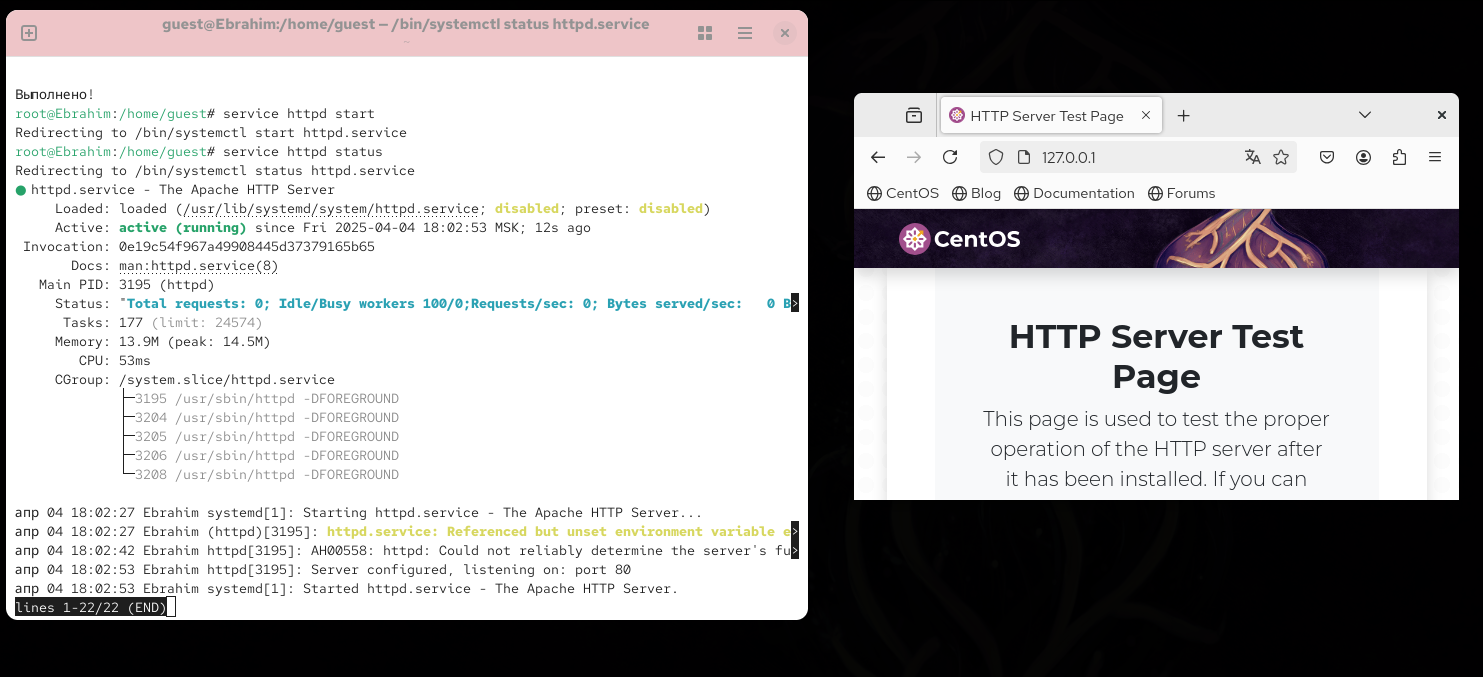 guest@Ebrahim:/home/guest — /bin/systemctl status httpd.service
Выполнено!
root@Ebrahim:/home/guest# service httpd start
Redirecting to /bin/systemctl start httpd.service
root@Ebrahim:/home/guest# service httpd status
Redirecting to /bin/systemctl status httpd.service
● httpd.service - The Apache HTTP Server
Loaded: loaded (/usr/lib/systemd/system/httpd.service; disabled; preset: disabled)
Active: active (running) since Fri 2025-04-04 18:02:53 MSK; 12s ago
Invocation: 0e19c54f967a49908445d37379165b65
Docs: man:httpd.service(8)
Main PID: 3195 (httpd)
Status: "Total requests: 0; Idle/Busy workers 100/0;Requests/sec: 0; Bytes served/sec:   0 B>
Tasks: 177 (limit: 24574)
Memory: 13.9M (peak: 14.5M)
CPU: 53ms
CGroup: /system.slice/httpd.service
├─3195 /usr/sbin/httpd -DFOREGROUND
├─3204 /usr/sbin/httpd -DFOREGROUND
├─3205 /usr/sbin/httpd -DFOREGROUND
├─3206 /usr/sbin/httpd -DFOREGROUND
└─3208 /usr/sbin/httpd -DFOREGROUND
апр 04 18:02:27 Ebrahim systemd[1]: Starting httpd.service - The Apache HTTP Server...
апр 04 18:02:27 Ebrahim (httpd)[3195]: httpd.service: Referenced but unset environment variable e>
апр 04 18:02:42 Ebrahim httpd[3195]: AH00558: httpd: Could not reliably determine the server's fu>
апр 04 18:02:53 Ebrahim httpd[3195]: Server configured, listening on: port 80
апр 04 18:02:53 Ebrahim systemd[1]: Started httpd.service - The Apache HTTP Server.
lines 1-22/22 (END)
HTTP Server Test Page
127.0.0.1
CentOS Blog Documentation Forums
CentOS
HTTP Server Test
Page
This page is used to test the proper
operation of the HTTP server after
it has been installed. If you can